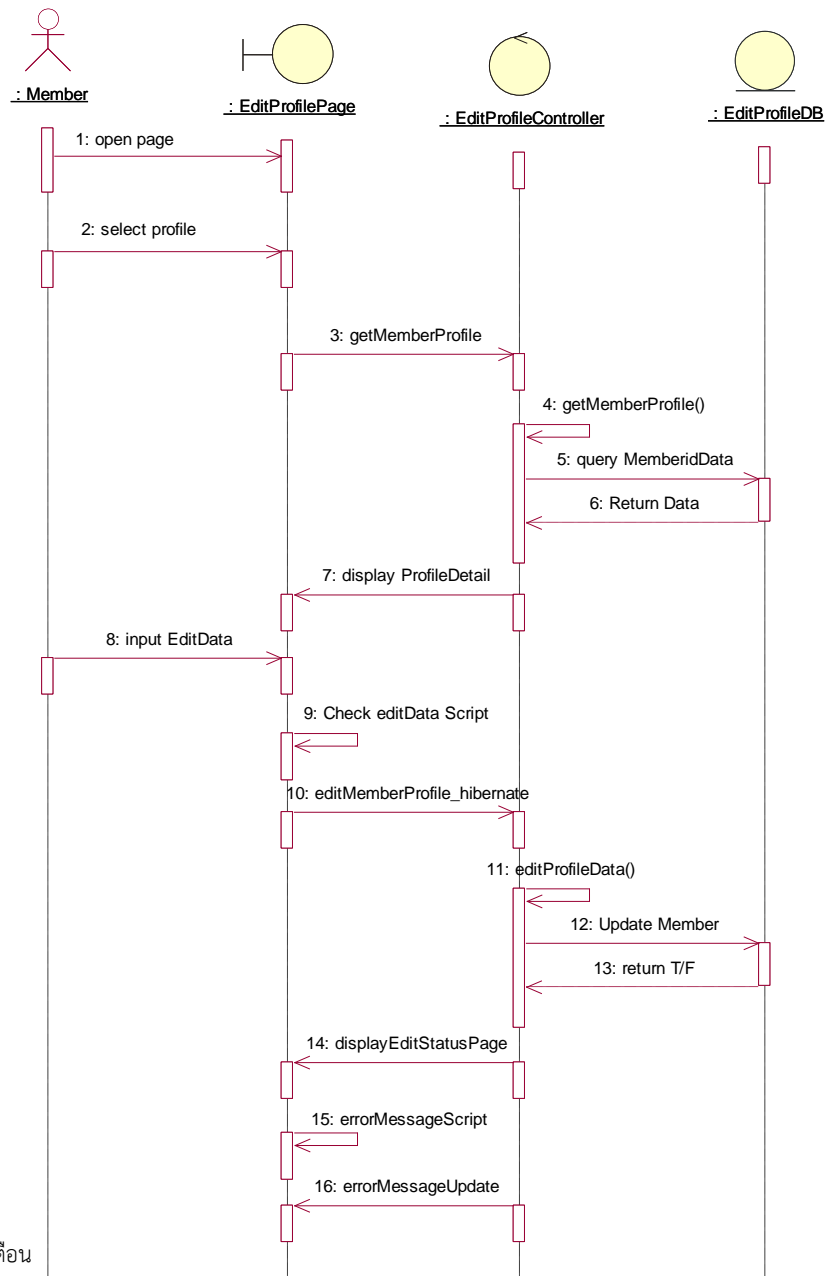 : Member
: EditProfilePage
: EditProfileController
: EditProfileDB
1: open page
2: select profile
3: getMemberProfile
4: getMemberProfile()
5: query MemberidData
6: Return Data
7: display ProfileDetail
8: input EditData
9: Check editData Script
10: editMemberProfile_hibernate
11: editProfileData()
12: Update Member
13: return T/F
14: displayEditStatusPage
15: errorMessageScript
16: errorMessageUpdate